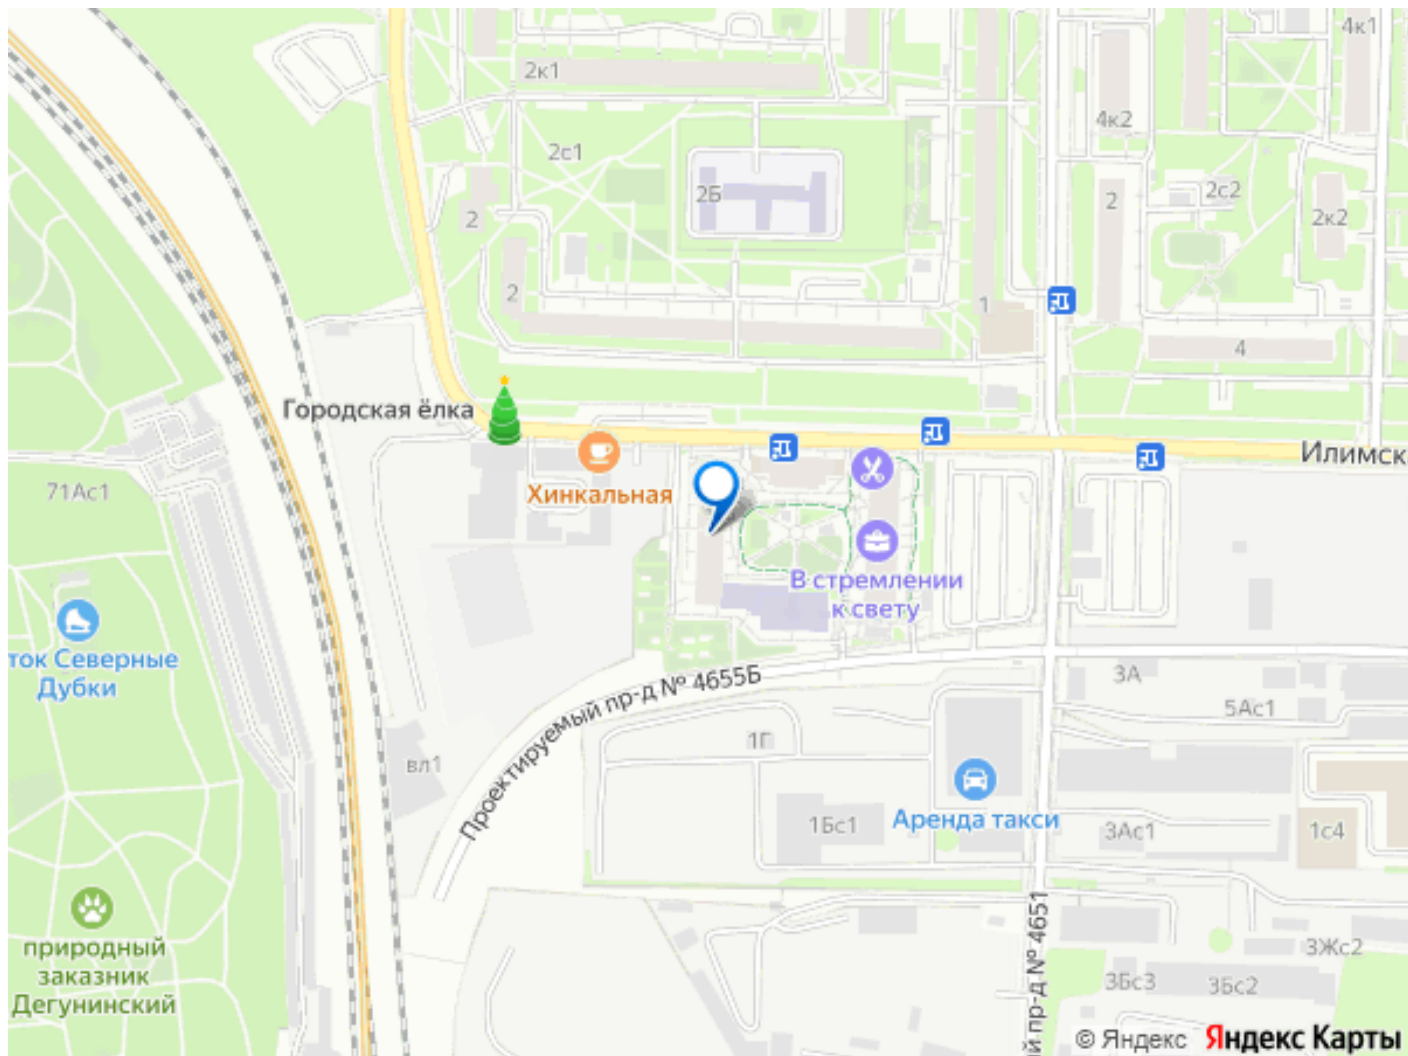 4к1
2к1
4к2
2с1
2Б
2
2с2
2
2к2
2
1
4
Городская ёлка
Илимск
71Ас1
Хинкальная
В стремлении
к свету
ток Северные
Дубки
Проектируемый пр-д № 4655Б
3А
5Ас1
1Г
вл1
1Бс1
Аренда такси
3Ас1
1с4
природный
заказник
Дегунинский
й пр-д № 4651
3Жс2
3Бс3
3Бс2
© Яндекс Яндекс Карты